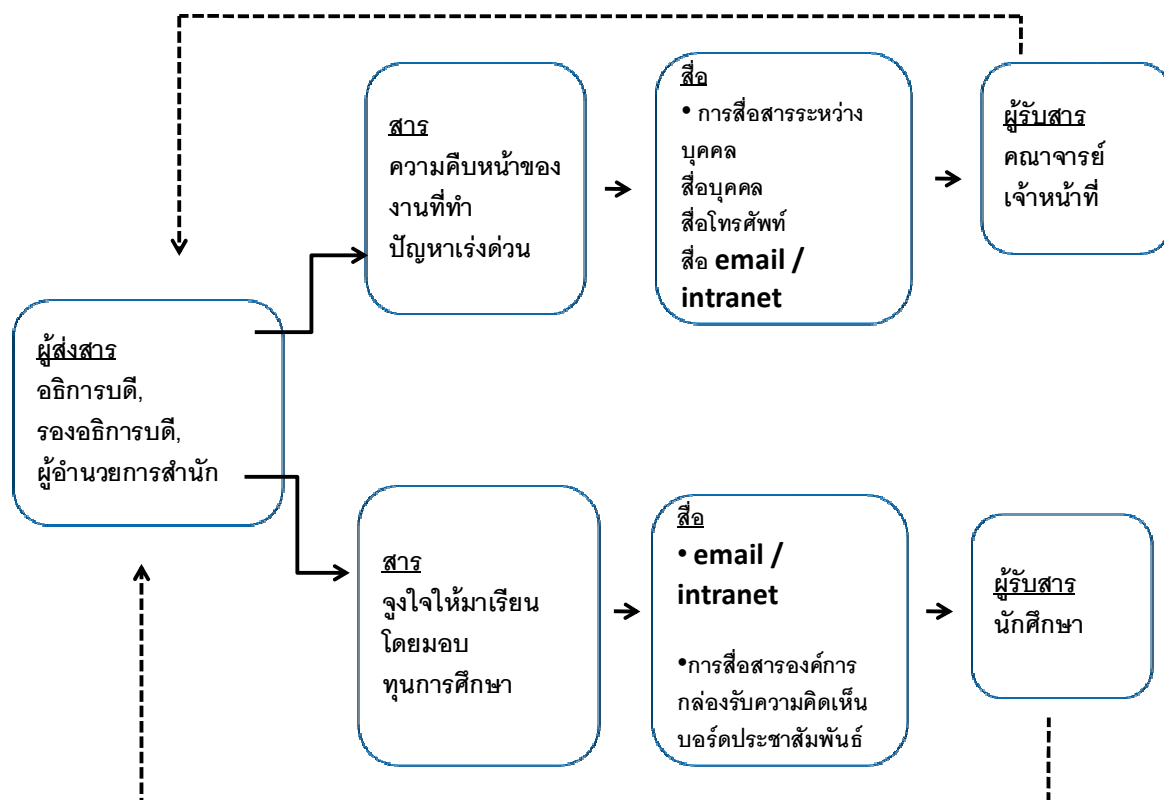 สาร
ความคืบหน้าของ
งานที่ทำ
ปัญหาเร่งด่วน
สื่อ
• การสื่อสารระหว่าง
บุคคล
สื่อบุคคล
สื่อโทรศัพท์
สื่อ email /
intranet
ผู้รับสาร
คณาจารย์
เจ้าหน้าที่
ผู้ส่งสาร
อธิการบดี,
รองอธิการบดี,
ผู้อำนวยการสำนัก
สาร
จูงใจให้มาเรียน
โดยมอบ
ทุนการศึกษา
สื่อ
• email /
intranet
•การสื่อสารองค์การ
กล่องรับความคิดเห็น
บอร์ดประชาสัมพันธ์
ผู้รับสาร
นักศึกษา